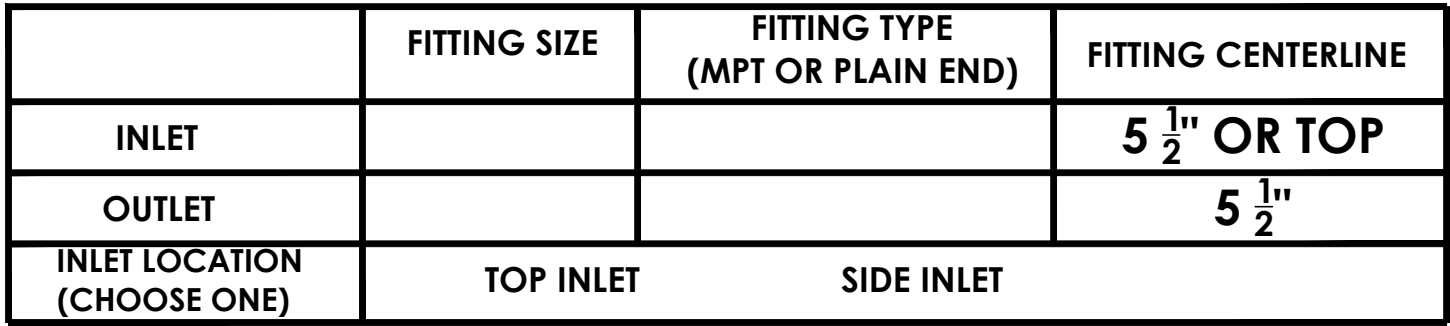 FITTING SIZE
FITTING TYPE
(MPT OR PLAIN END)
FITTING CENTERLINE
INLET
5 1/2" OR TOP
OUTLET
5 1/2"
INLET LOCATION
(CHOOSE ONE)
TOP INLET
SIDE INLET